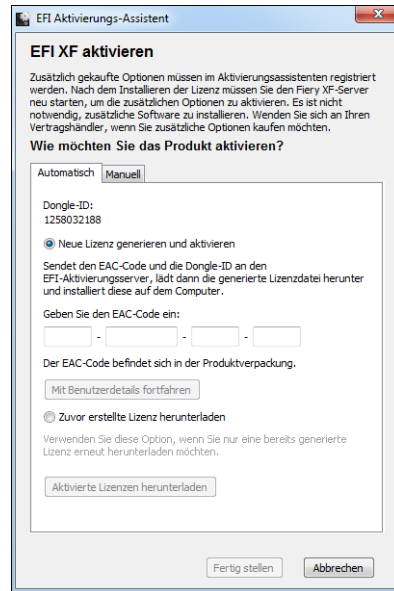 EFI Aktivierungs-Assistent
EFI XF aktivieren
Zusätzlich gekaufte Optionen müssen im Aktivierungsassistenten registriert
werden. Nach dem Installieren der Lizenz müssen Sie den Fiery XF-Server
neu starten, um die zusätzlichen Optionen zu aktivieren. Es ist nicht
notwendig, zusätzliche Software zu installieren. Wenden Sie sich an Ihren
Vertragshändler, wenn Sie zusätzliche Optionen kaufen möchten.
Wie möchten Sie das Produkt aktivieren?
Automatisch Manuell
Dongle-ID:
1258032188
Neue Lizenz generieren und aktivieren
Sendet den EAC-Code und die Dongle-ID an den
EFI-Aktivierungsserver, lädt dann die generierte Lizenzdatei herunter
und installiert diese auf dem Computer.
Geben Sie den EAC-Code ein:
- - -
Der EAC-Code befindet sich in der Produktverpackung.
Mit Benutzerdetails fortfahren
Zuvor erstellte Lizenz herunterladen
Verwenden Sie diese Option, wenn Sie nur eine bereits generierte
Lizenz erneut herunterladen möchten.
Aktivierte Lizenzen herunterladen
Fertig stellen Abbrechen